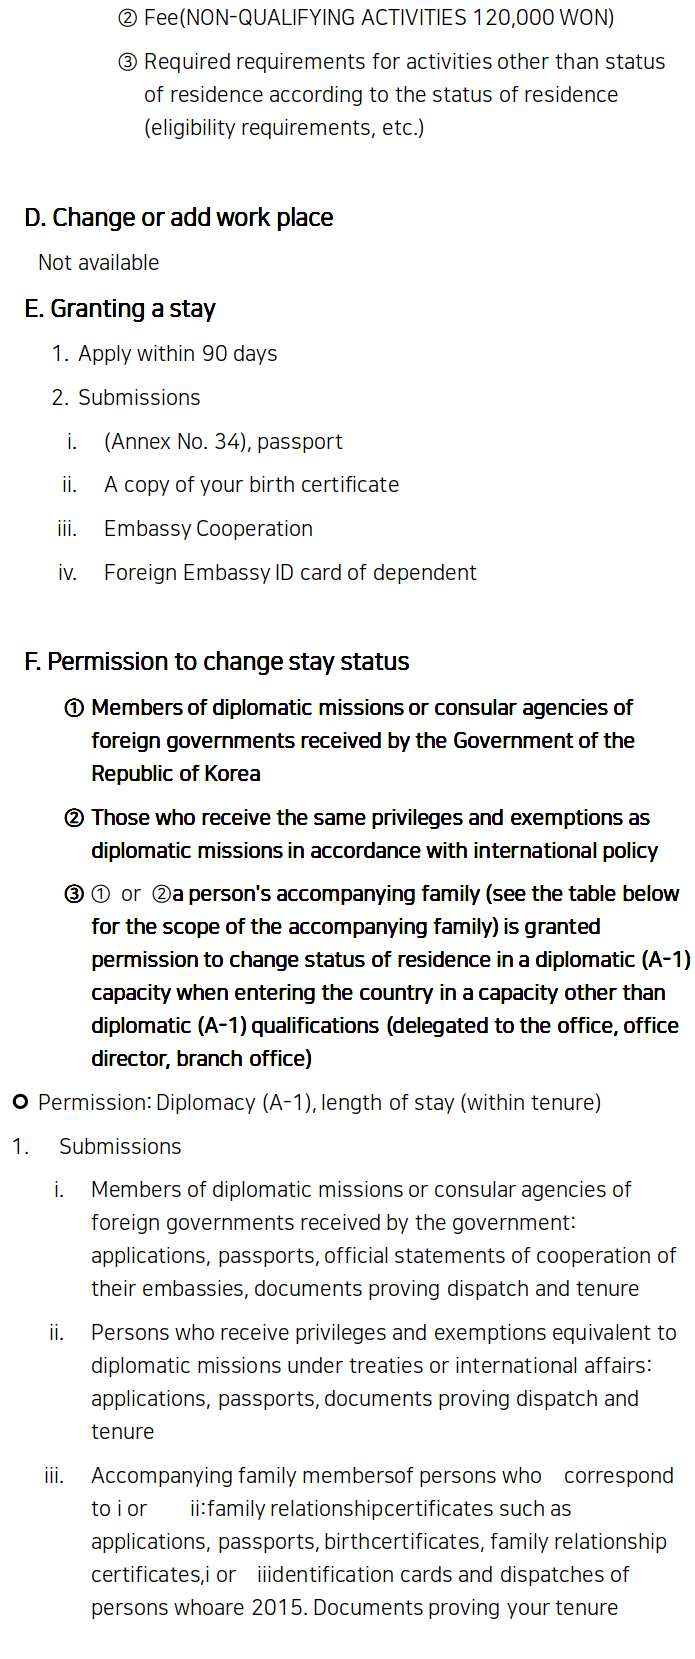 ② Fee(NON-QUALIFYING ACTIVITIES 120,000 WON)
③ Required requirements for activities other than status
of residence according to the status of residence
(eligibility requirements, etc.)
D. Change or add work place
Not available
E. Granting a stay
1. Apply within 90 days
2. Submissions
i. (Annex No. 34), passport
ii. A copy of your birth certificate
iii. Embassy Cooperation
iv. Foreign Embassy ID card of dependent
F. Permission to change stay status
① Members of diplomatic missions or consular agencies of
foreign governments received by the Government of the
Republic of Korea
② Those who receive the same privileges and exemptions as
diplomatic missions in accordance with international policy
③ ① or ②a person's accompanying family (see the table below
for the scope of the accompanying family) is granted
permission to change status of residence in a diplomatic (A-1)
capacity when entering the country in a capacity other than
diplomatic (A-1) qualifications (delegated to the office, office
director, branch office)
o Permission: Diplomacy (A-1), length of stay (within tenure)
1. Submissions
i. Members of diplomatic missions or consular agencies of
foreign governments received by the government:
applications, passports, official statements of cooperation of
their embassies, documents proving dispatch and tenure
ii. Persons who receive privileges and exemptions equivalent to
diplomatic missions under treaties or international affairs:
applications, passports, documents proving dispatch and
tenure
iii. Accompanying family membersof persons who correspond
to i or ii:family relationshipcertificates such as
applications, passports, birthcertificates, family relationship
certificates,i or iiidentification cards and dispatches of
persons whoare 2015. Documents proving your tenure